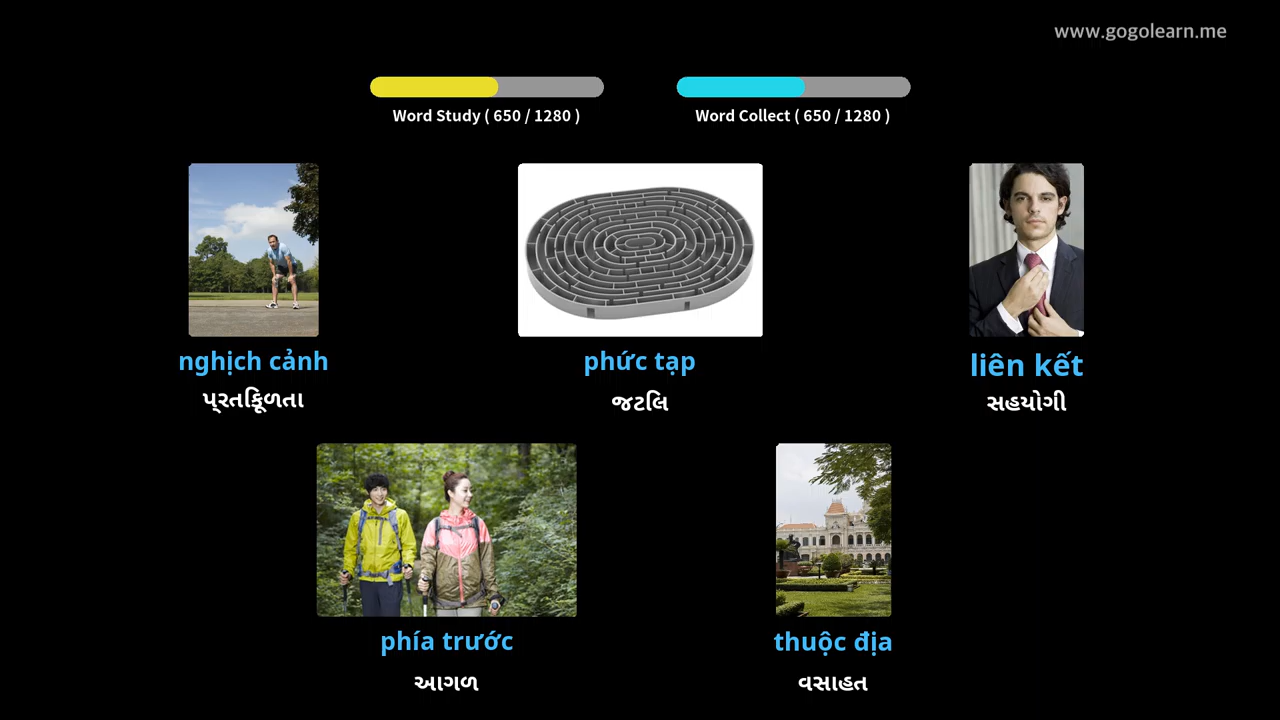 www.gogolearn.me
Word Study ( 650 / 1280 )
Word Collect ( 650 / 1280 )
nghịch cảnh
પ્રતિકૂળતા
phức tạp
જટિલ
liên kết
સહયોગી
phía trước
આગળ
thuộc địa
વસાહત